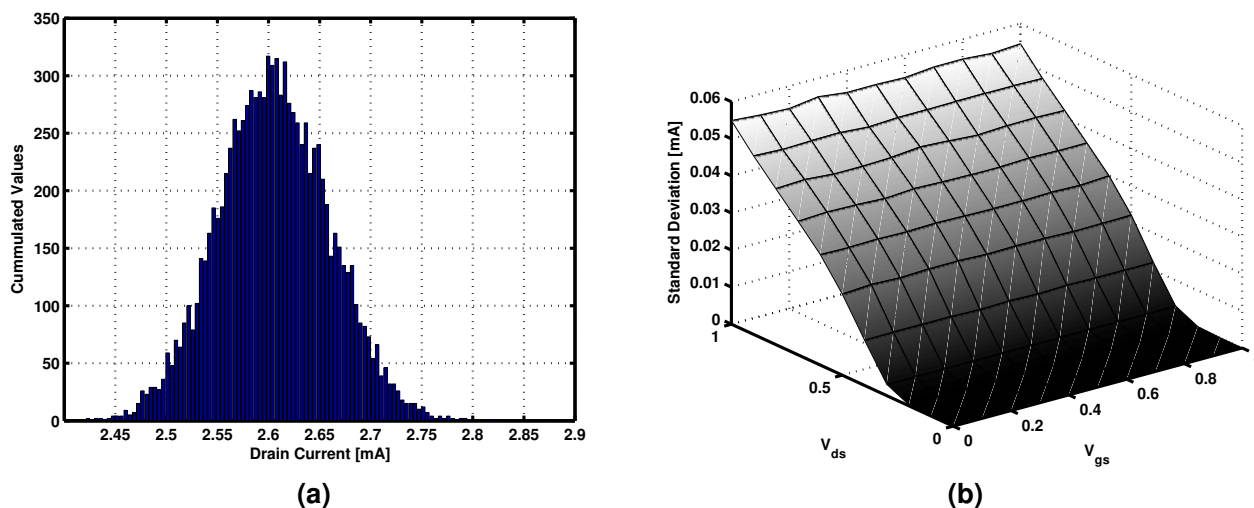 350
300
250
200
150
100
50
0
Cummulated Values
2.45 2.5 2.55 2.6 2.65 2.7 2.75 2.8 2.85 2.9
Drain Current [mA]
(a)
0.06
0.05
0.04
0.03
0.02
0.01
0
Standard Deviation [mA]
1
0.5
0
V_ds
0
0.2
0.4
0.6
0.8
V_gs
(b)